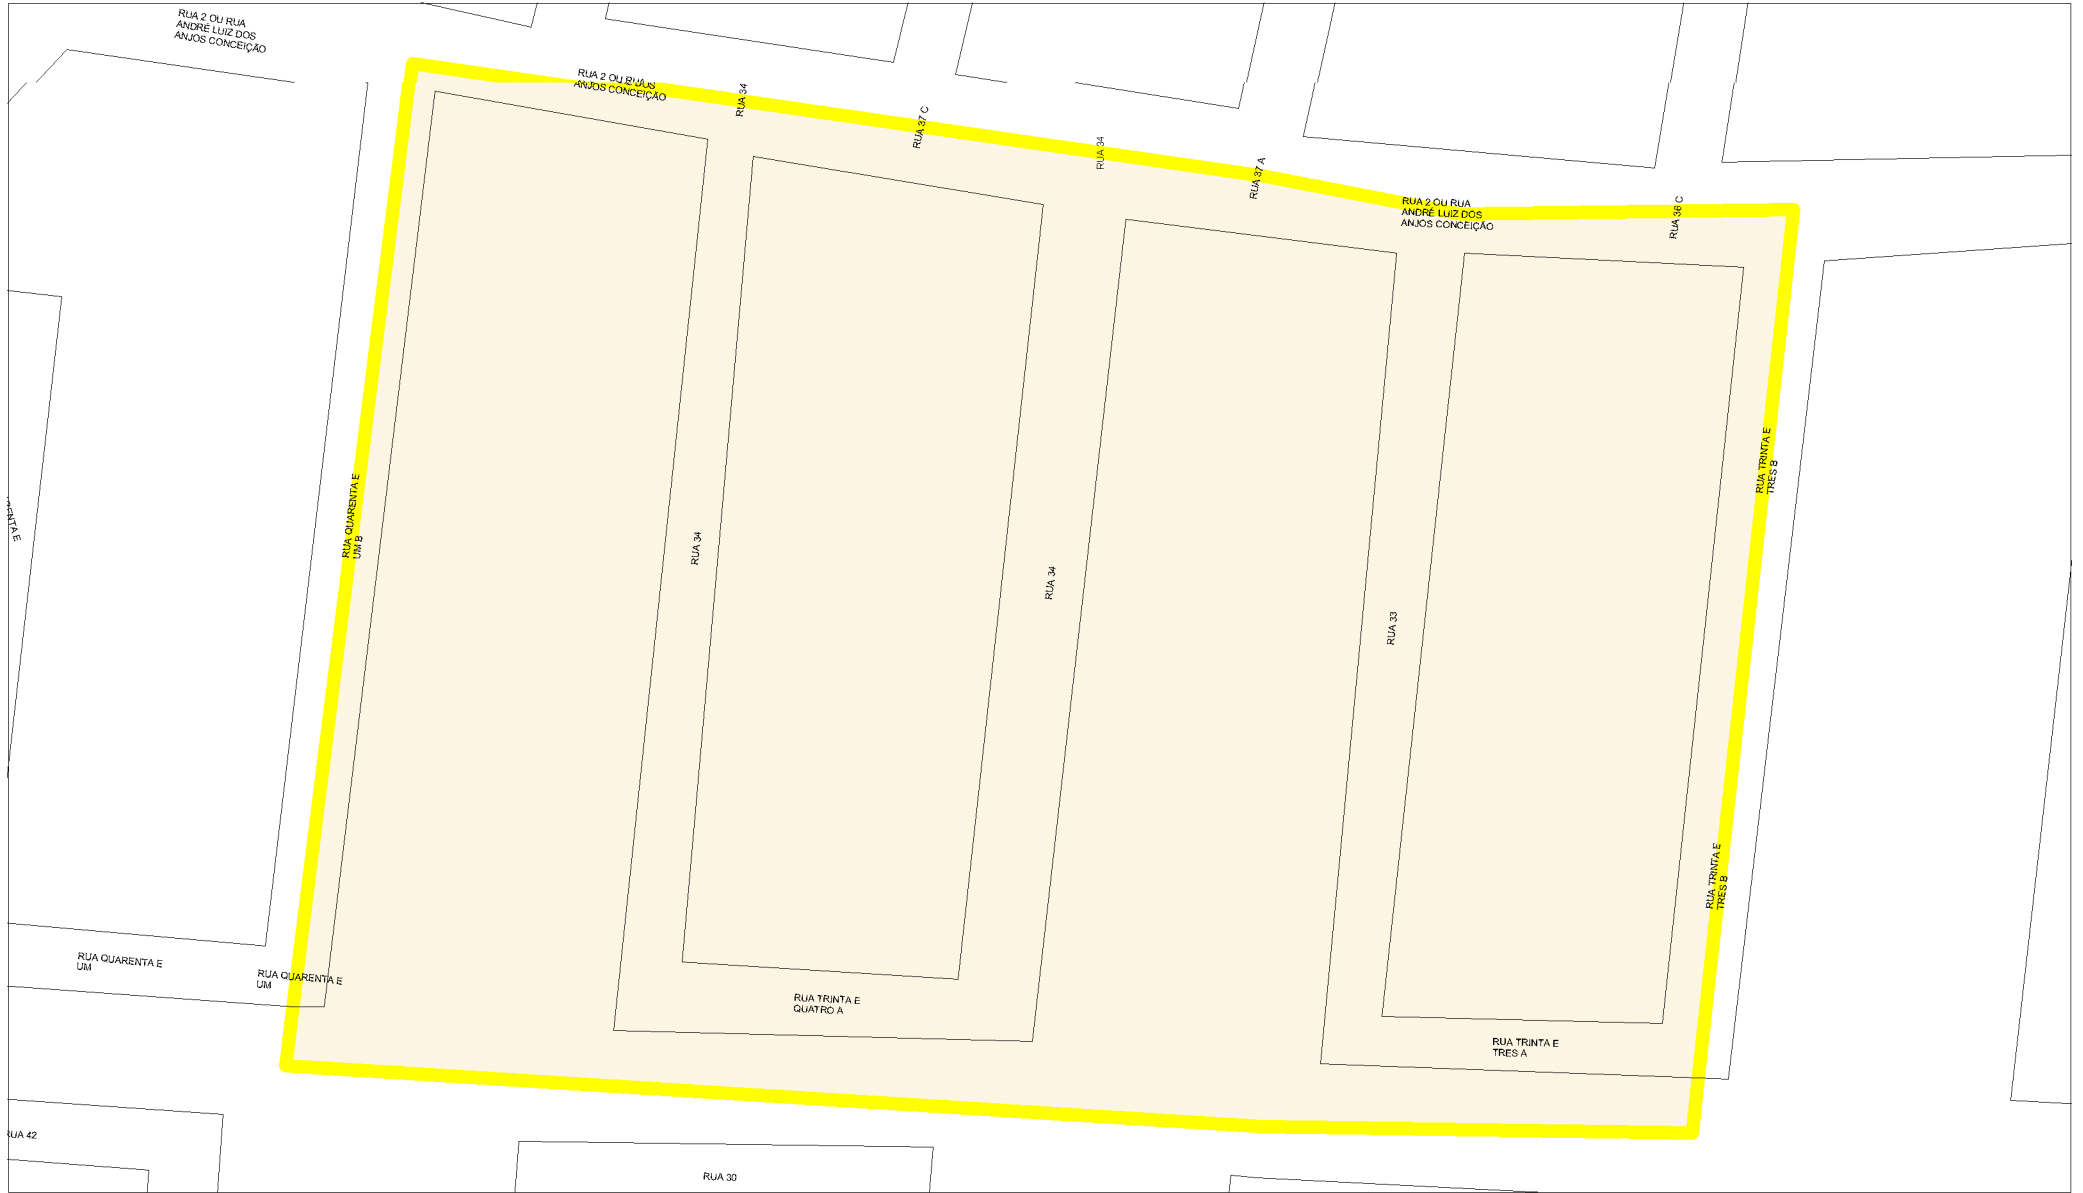 RUA 2 OU RUA
ANDRÉ LUIZ DOS
ANJOS CONCEIÇÃO
RUA 2 OU RUA
ANJOS CONCEIÇÃO
RUA 34
RUA 37 C
RUA 34
RUA 37 A
RUA 2 OU RUA
ANDRÉ LUIZ DOS
ANJOS CONCEIÇÃO
RUA 36 C
RUA TRINTA E
TRES B
RUA QUARENTA E
UM B
RUA 34
RUA 34
RUA 33
RUA TRINTA E
TRES B
RUA QUARENTA E
UM
RUA QUARENTA E
UM
RUA TRINTA E
QUATRO A
RUA TRINTA E
TRES A
RUA 42
RUA 30